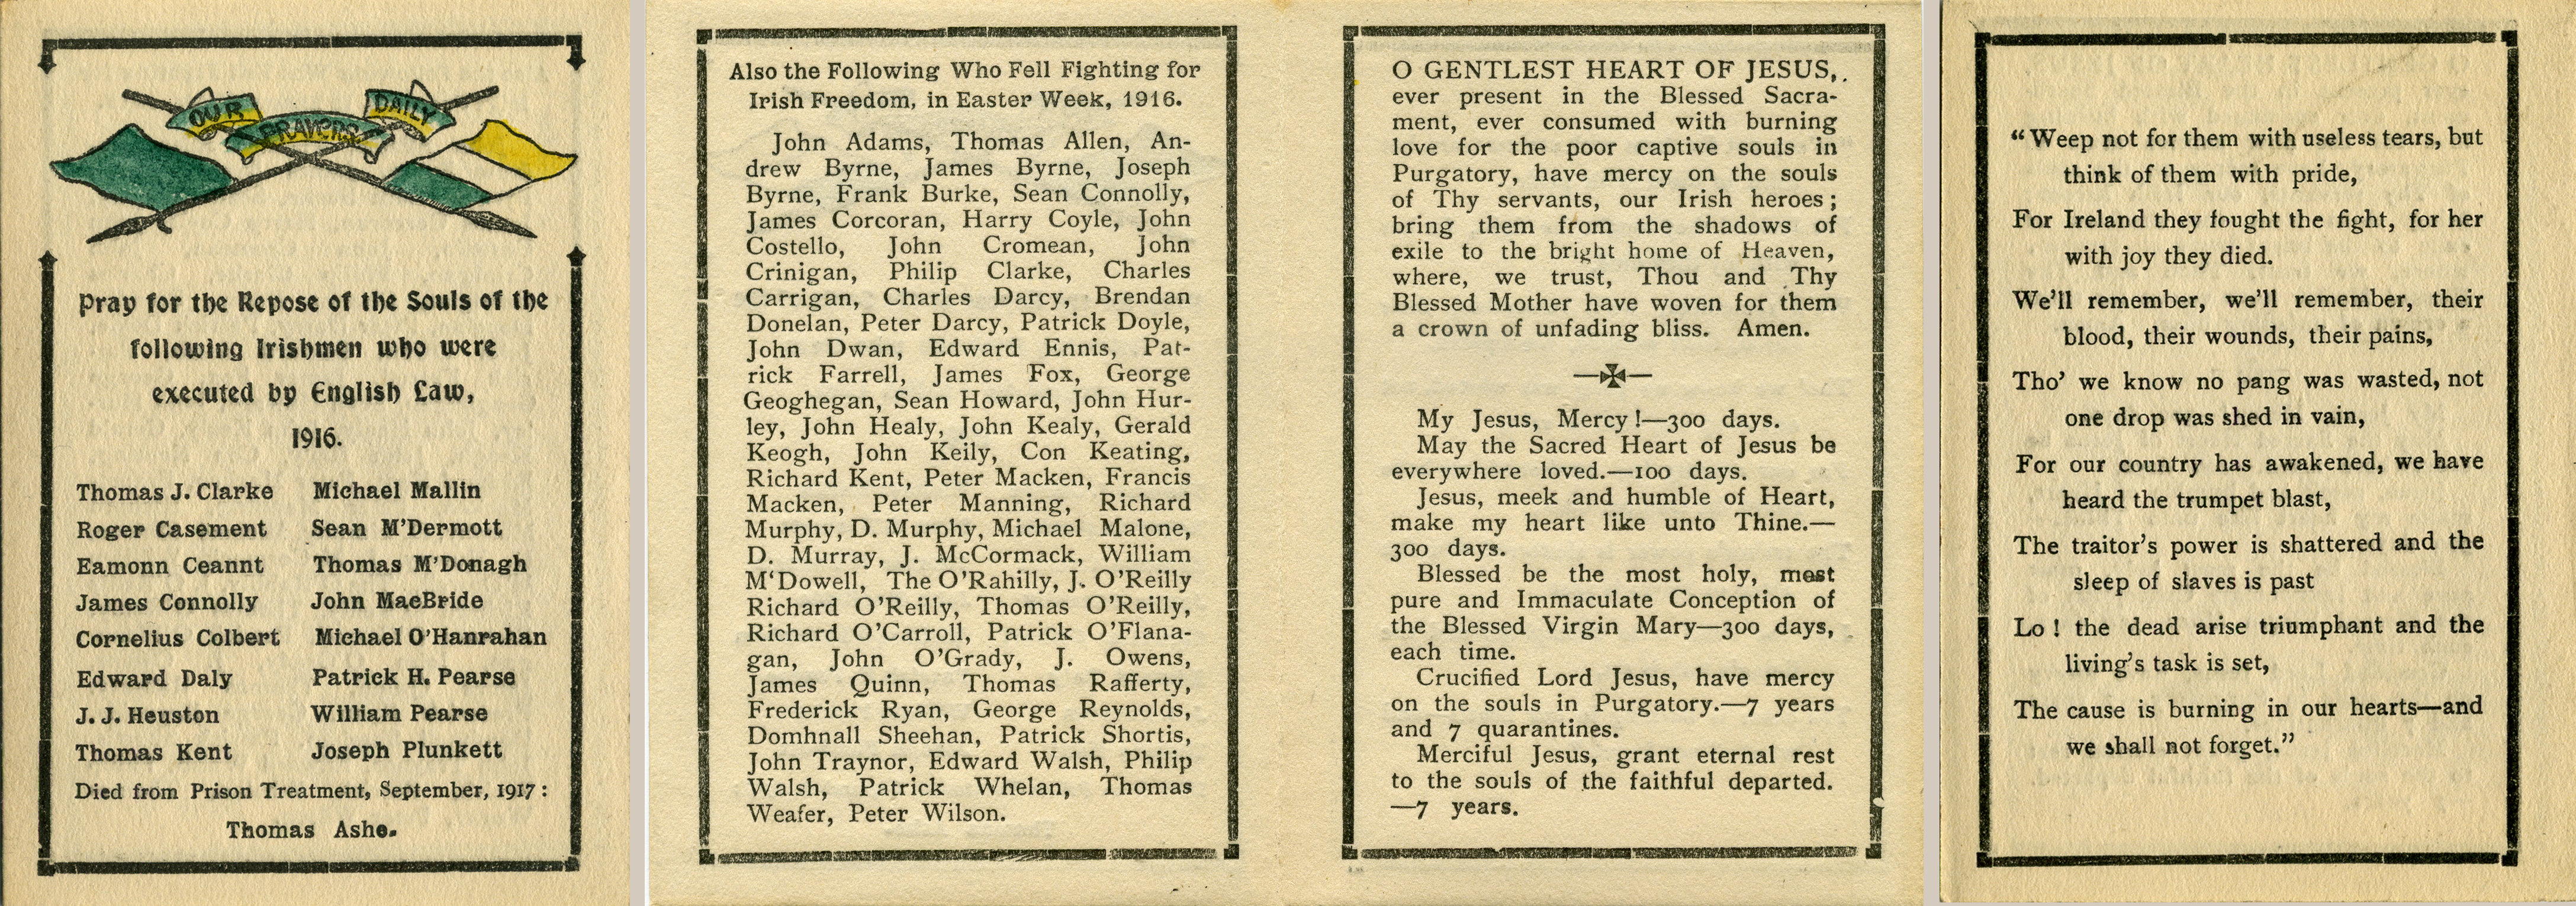 OUR PRAYERS DAILY
Pray for the Repose of the Souls of the
following Irishmen who were
executed by English Law,
1916.
Thomas J. Clarke Michael Mallin
Roger Casement Sean M'Dermott
Eamonn Ceannt Thomas M'Donagh
James Connolly John MacBride
Cornelius Colbert Michael O'Hanrahan
Edward Daly Patrick H. Pearse
J. J. Heuston William Pearse
Thomas Kent Joseph Plunkett
Died from Prison Treatment, September, 1917:
Thomas Ashe.
Also the Following Who Fell Fighting for
Irish Freedom, in Easter Week, 1916.
John Adams, Thomas Allen, An-
drew Byrne, James Byrne, Joseph
Byrne, Frank Burke, Sean Connolly,
James Corcoran, Harry Coyle, John
Costello, John Cromean, John
Crinigan, Philip Clarke, Charles
Carrigan, Charles Darcy, Brendan
Donelan, Peter Darcy, Patrick Doyle,
John Dwan, Edward Ennis, Pat-
rick Farrell, James Fox, George
Geoghegan, Sean Howard, John Hur-
ley, John Healy, John Kealy, Gerald
Keogh, John Keily, Con Keating,
Richard Kent, Peter Macken, Francis
Macken, Peter Manning, Richard
Murphy, D. Murphy, Michael Malone,
D. Murray, J. McCormack, William
M'Dowell, The O'Rahilly, J. O'Reilly
Richard O'Reilly, Thomas O'Reilly,
Richard O'Carroll, Patrick O'Flana-
gan, John O'Grady, J. Owens,
James Quinn, Thomas Rafferty,
Frederick Ryan, George Reynolds,
Domhnall Sheehan, Patrick Shortis,
John Traynor, Edward Walsh, Philip
Walsh, Patrick Whelan, Thomas
Weafer, Peter Wilson.
O GENTLEST HEART OF JESUS,
ever present in the Blessed Sacra-
ment, ever consumed with burning
love for the poor captive souls in
Purgatory, have mercy on the souls
of Thy servants, our Irish heroes;
bring them from the shadows of
exile to the bright home of Heaven,
where, we trust, Thou and Thy
Blessed Mother have woven for them
a crown of unfading bliss. Amen.
My Jesus, Mercy!—300 days.
May the Sacred Heart of Jesus be
everywhere loved.—100 days.
Jesus, meek and humble of Heart,
make my heart like unto Thine.—
300 days.
Blessed be the most holy, most
pure and Immaculate Conception of
the Blessed Virgin Mary—300 days,
each time.
Crucified Lord Jesus, have mercy
on the souls in Purgatory.—7 years
and 7 quarantines.
Merciful Jesus, grant eternal rest
to the souls of the faithful departed.
—7 years.
"Weep not for them with useless tears, but
think of them with pride,
For Ireland they fought the fight, for her
with joy they died.
We'll remember, we'll remember, their
blood, their wounds, their pains,
Tho' we know no pang was wasted, not
one drop was shed in vain,
For our country has awakened, we have
heard the trumpet blast,
The traitor's power is shattered and the
sleep of slaves is past
Lo! the dead arise triumphant and the
living's task is set,
The cause is burning in our hearts—and
we shall not forget."